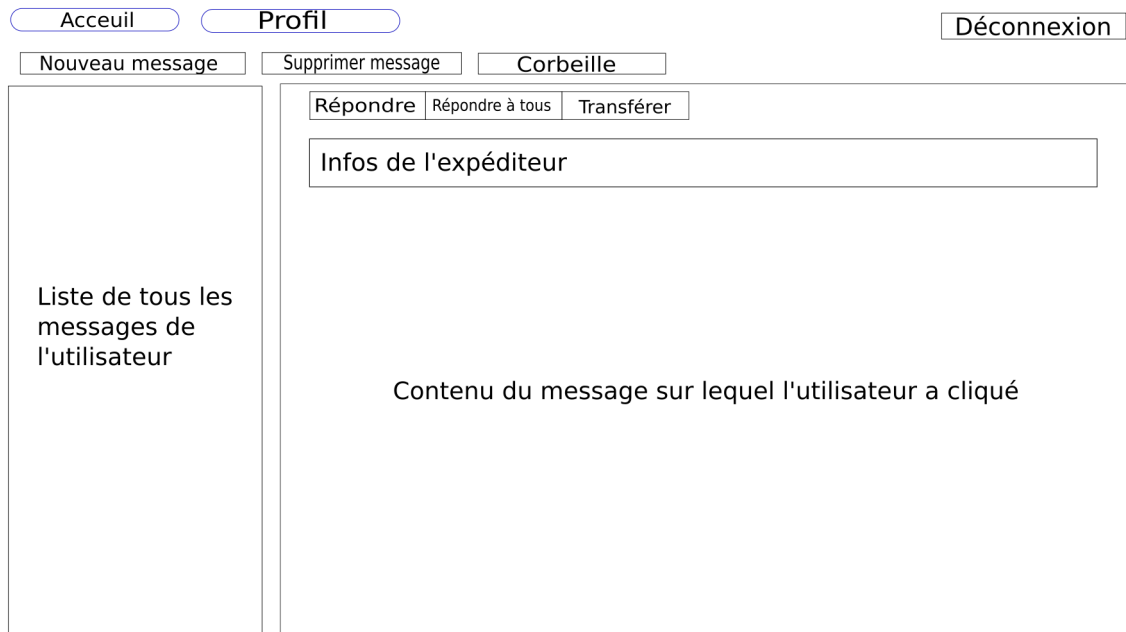 Acceuil
Profil
Déconnexion
Nouveau message
Supprimer message
Corbeille
Répondre
Répondre à tous
Transférer
Infos de l'expéditeur
Liste de tous les
messages de
l'utilisateur
Contenu du message sur lequel l'utilisateur a cliqué